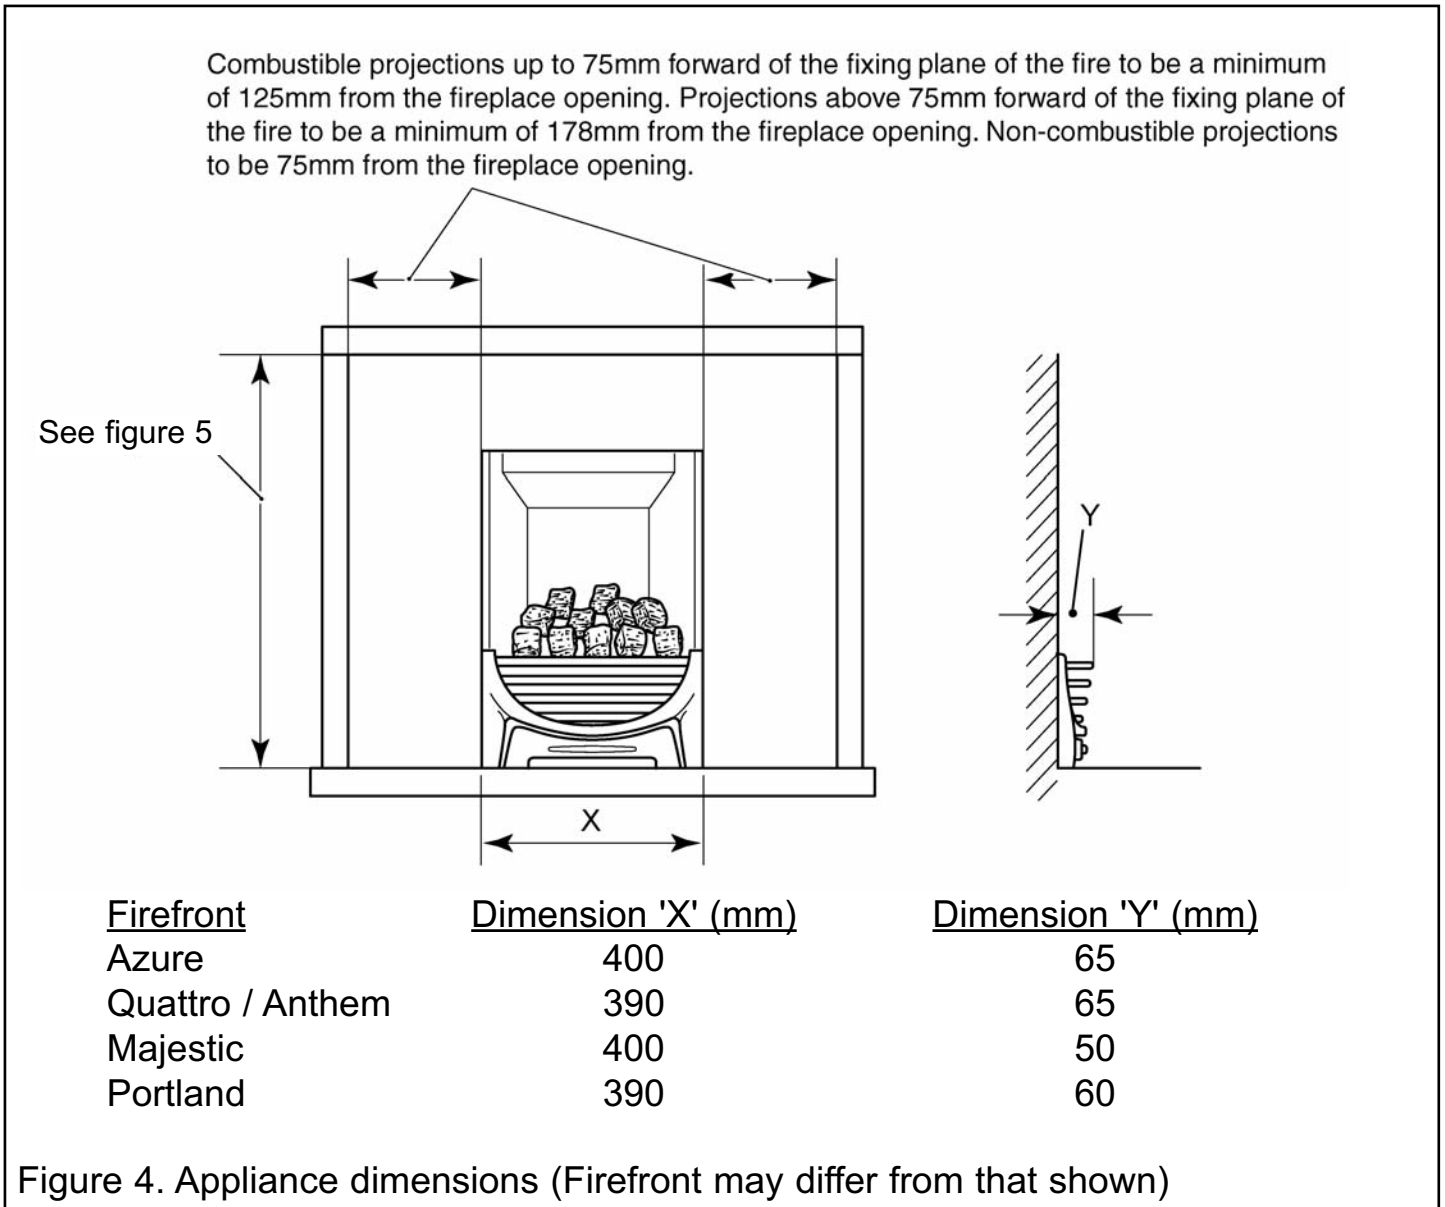 Combustible projections up to 75mm forward of the fixing plane of the fire to be a minimum
of 125mm from the fireplace opening. Projections above 75mm forward of the fixing plane of
the fire to be a minimum of 178mm from the fireplace opening. Non-combustible projections
to be 75mm from the fireplace opening.
See figure 5
Y
X
Firefront Dimension 'X' (mm) Dimension 'Y' (mm)
Azure 400 65
Quattro / Anthem 390 65
Majestic 400 50
Portland 390 60
Figure 4. Appliance dimensions (Firefront may differ from that shown)